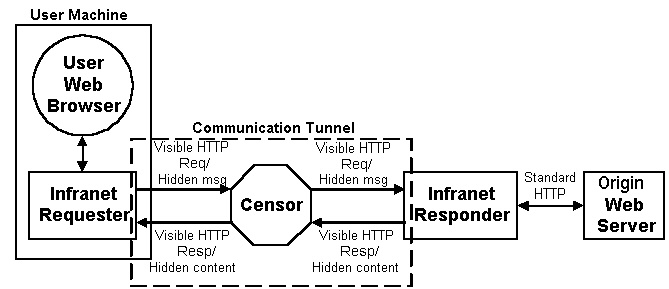 User Machine
User
Web
Browser
Communication Tunnel
Visible HTTP
Req/
Hidden msg
Visible HTTP
Req/
Hidden msg
Infranet
Requester
Censor
Infranet
Responder
Standard
HTTP
Origin
Web
Server
Visible HTTP
Resp/
Hidden content
Visible HTTP
Resp/
Hidden content